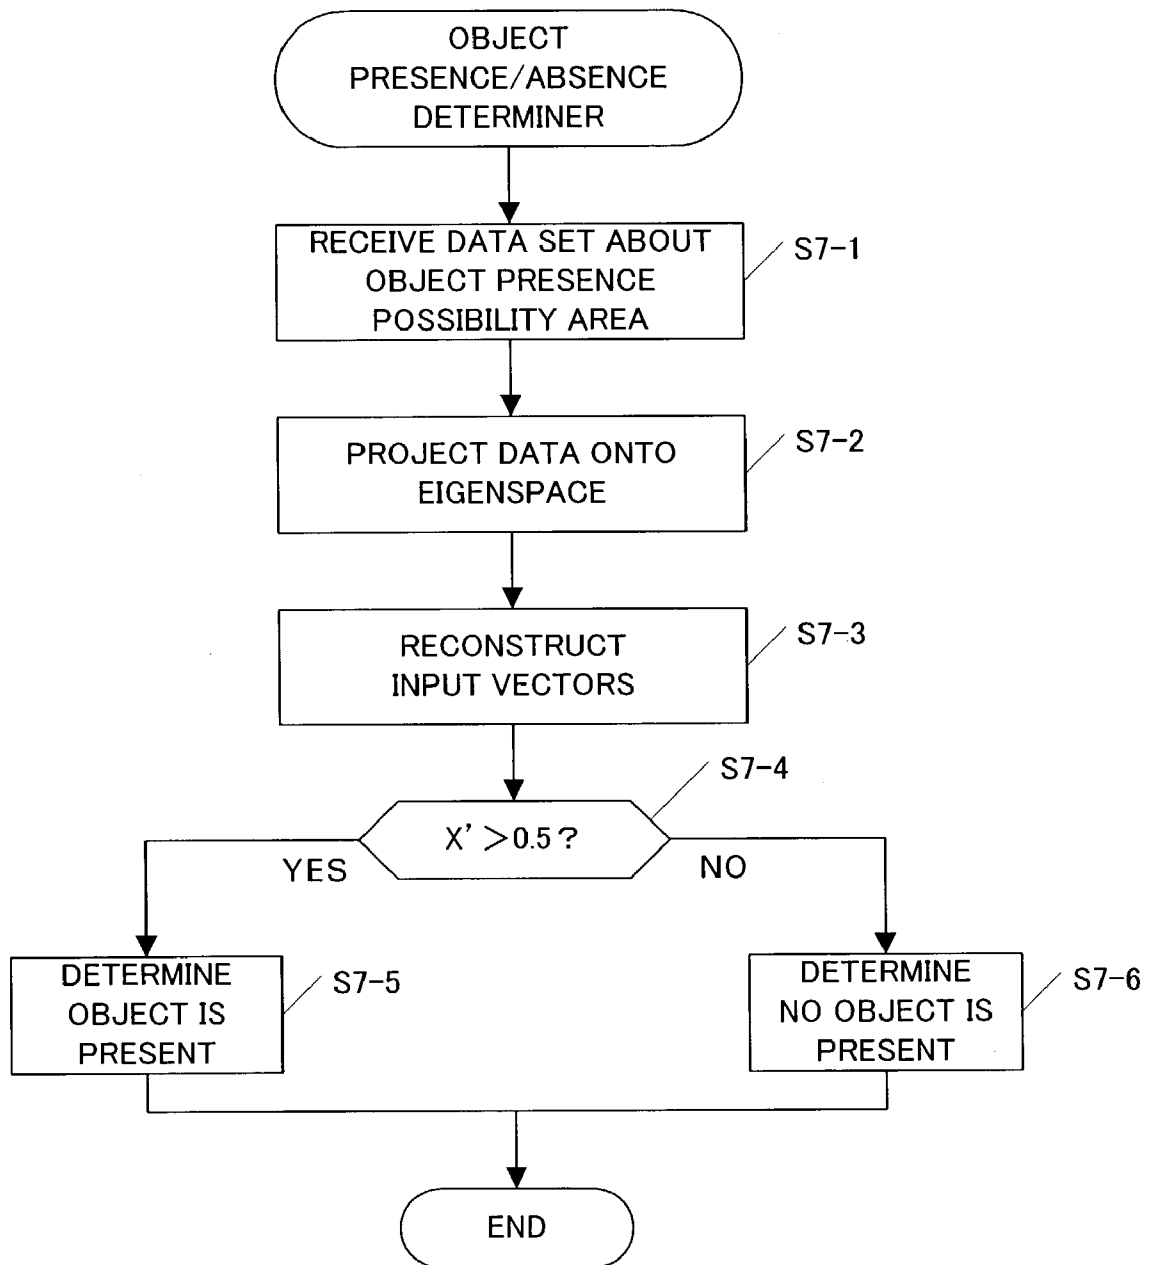 OBJECT
PRESENCE/ABSENCE
DETERMINER
RECEIVE DATA SET ABOUT
OBJECT PRESENCE
POSSIBILITY AREA
S7-1
PROJECT DATA ONTO
EIGENSPACE
S7-2
RECONSTRUCT
INPUT VECTORS
S7-3
S7-4
X' >0.5?
YES
NO
DETERMINE
OBJECT IS
PRESENT
S7-5
DETERMINE
NO OBJECT IS
PRESENT
S7-6
END